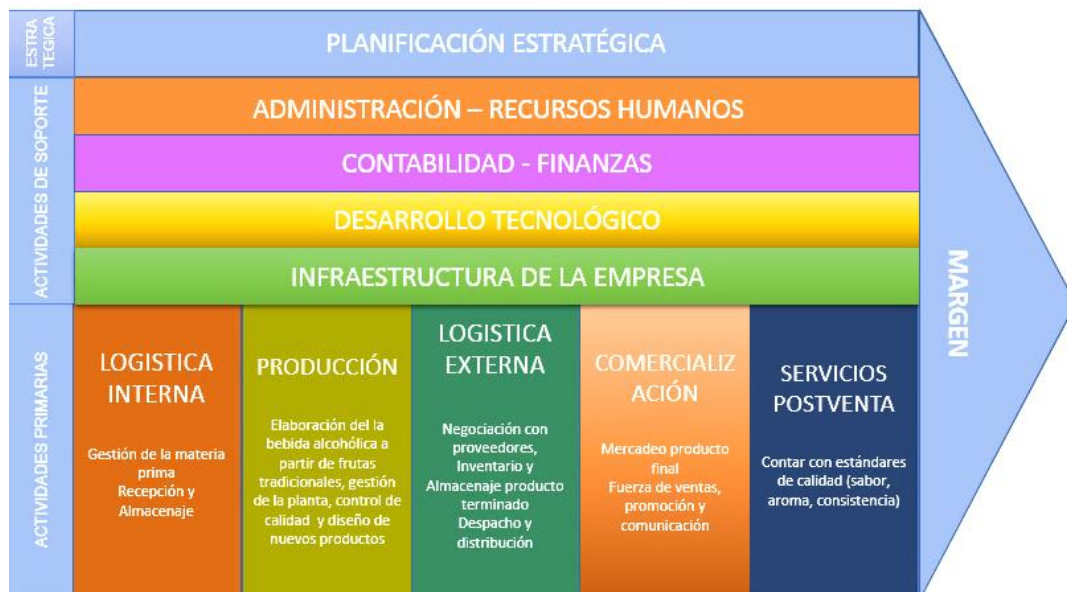 ESTRA
TEGICA
PLANIFICACIÓN ESTRATÉGICA
ACTIVIDADES DE SOPORTE
ADMINISTRACIÓN – RECURSOS HUMANOS
CONTABILIDAD - FINANZAS
DESARROLLO TECNOLÓGICO
INFRAESTRUCTURA DE LA EMPRESA
ACTIVIDADES PRIMARIAS
LOGISTICA
INTERNA
Gestión de la materia
prima
Recepción y
Almacenaje
PRODUCCIÓN
Elaboración del la
bebida alcohólica a
partir de frutas
tradicionales, gestión
de la planta, control de
calidad y diseño de
nuevos productos
LOGISTICA
EXTERNA
Negociación con
proveedores,
Inventario y
Almacenaje producto
terminado
Despacho y
distribución
COMERCIALIZ
ACIÓN
Mercadeo producto
final
Fuerza de ventas,
promoción y
comunicación
SERVICIOS
POSTVENTA
Contar con estándares
de calidad (sabor,
aroma, consistencia)
MARGEN